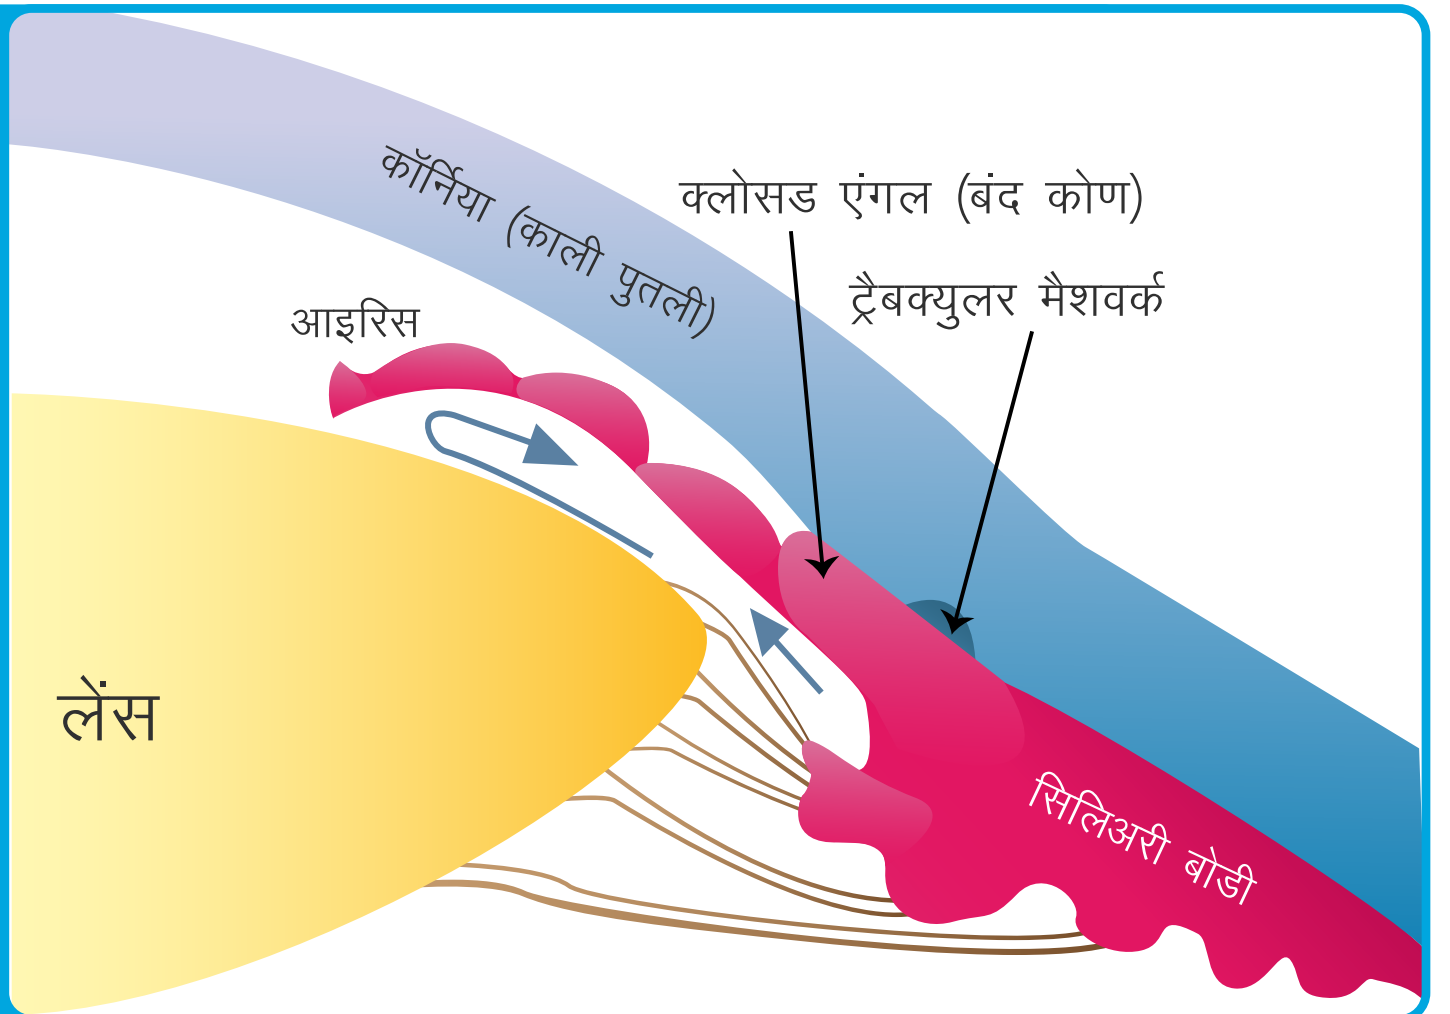 कॉर्निया (काली पुतली)
क्लोसड एंगल (बंद कोण)
ट्रैबक्युलर मैशवर्क
आइरिस
लेंस
सिलिअरी बोडी